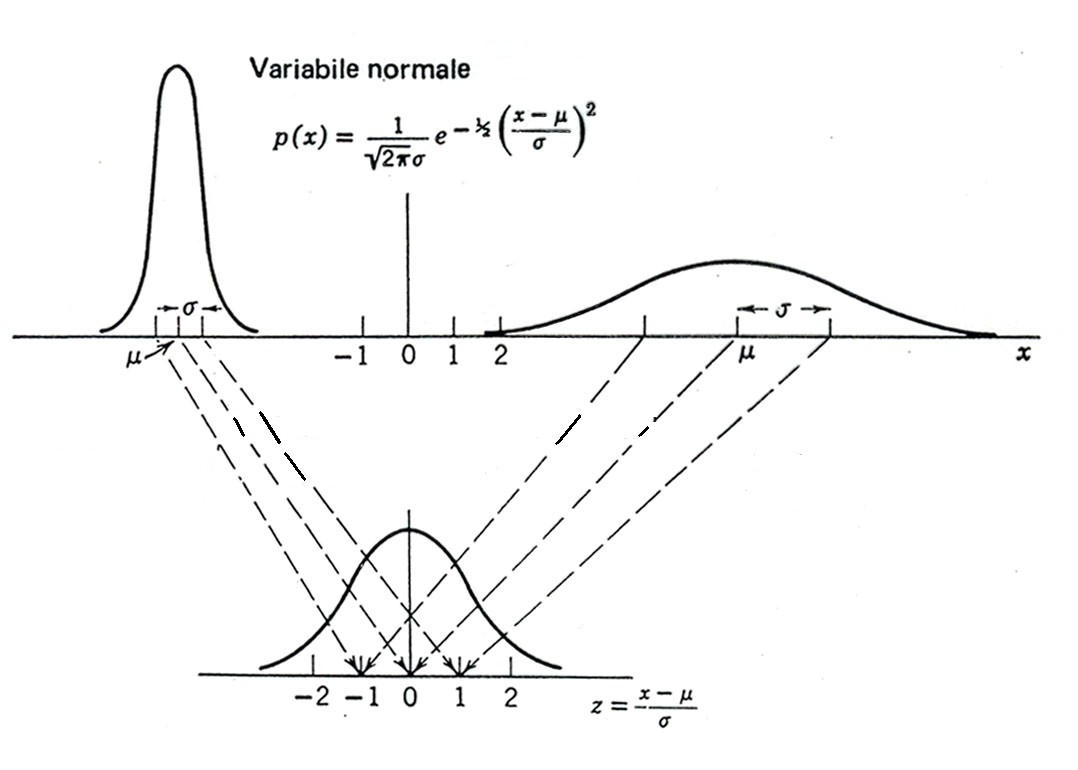 Variabile normale
p(x) = 1/(√2π σ) e^−½ ((x − μ)/σ)^2
σ σ
μ −1 0 1 2 μ x
−2 −1 0 1 2 z = (x − μ)/σ